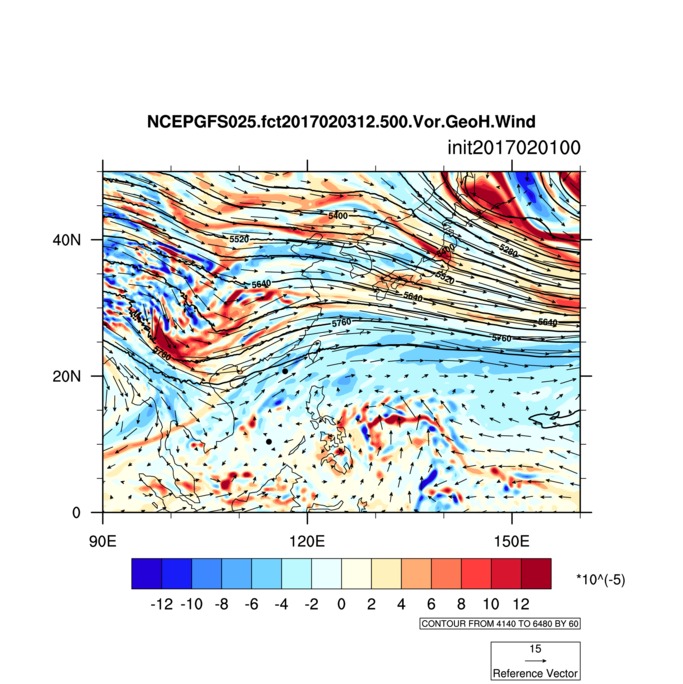 NCEPGFS025.fct2017020312.500.Vor.GeoH.Wind
init2017020100
5400
40N
5520
5280
5400
5520
5640
5640
5760
5640
5760
5760
20N
0
90E 120E 150E
-12 -10 -8 -6 -4 -2 0 2 4 6 8 10 12
*10^(-5)
CONTOUR FROM 4140 TO 6480 BY 60
15
Reference Vector